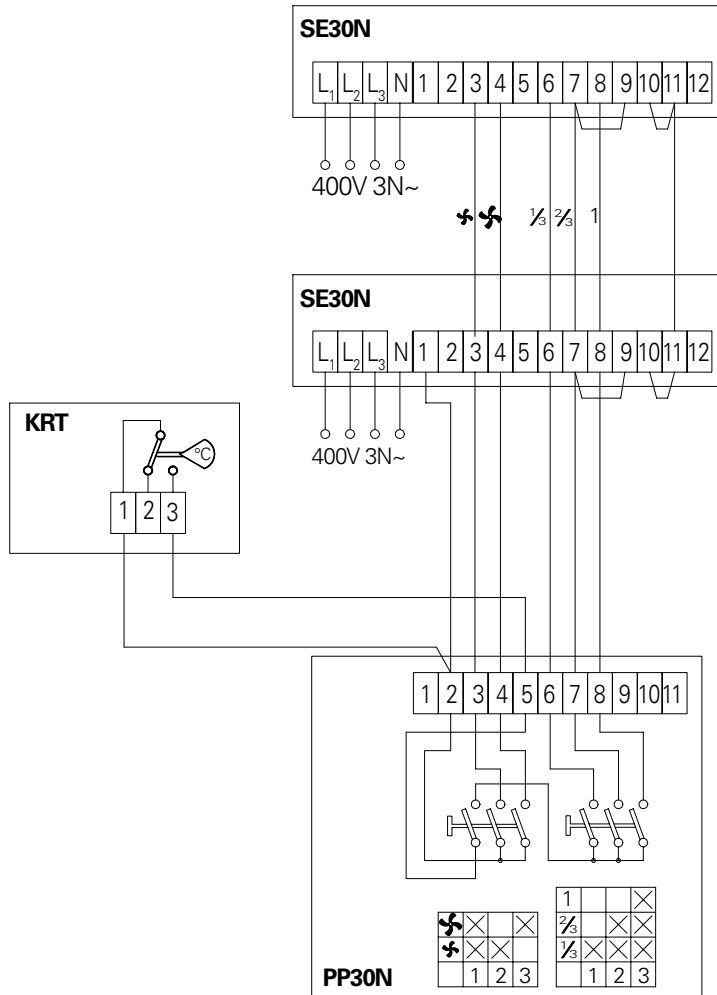 SE30N
L1 L2 L3 N 1 2 3 4 5 6 7 8 9 10 11 12
400V 3N~
⅓ ⅔ 1
SE30N
L1 L2 L3 N 1 2 3 4 5 6 7 8 9 10 11 12
400V 3N~
KRT
°C
1 2 3
1 2 3 4 5 6 7 8 9 10 11
1
⅔
⅓
1 2 3
1 2 3
PP30N